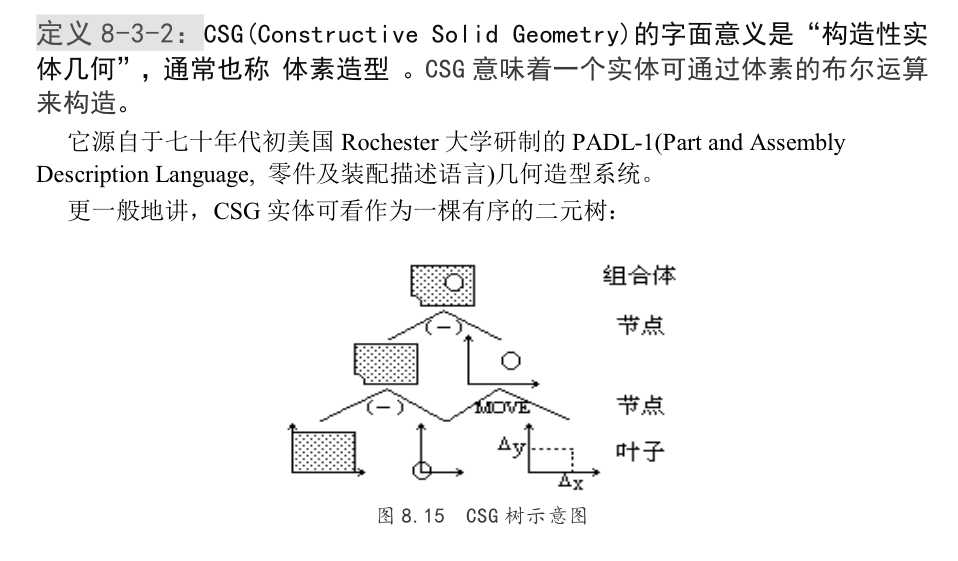 定义 8-3-2：CSG(Constructive Solid Geometry)的字面意义是“构造性实
体几何”，通常也称 体素造型 。CSG 意味着一个实体可通过体素的布尔运算
来构造。
它源自于七十年代初美国 Rochester 大学研制的 PADL-1(Part and Assembly
Description Language, 零件及装配描述语言)几何造型系统。
更一般地讲，CSG 实体可看作为一棵有序的二元树：
组合体
(—) 节点
(—) MOVE 节点
Δy 叶子
Δx
图 8.15 CSG 树示意图